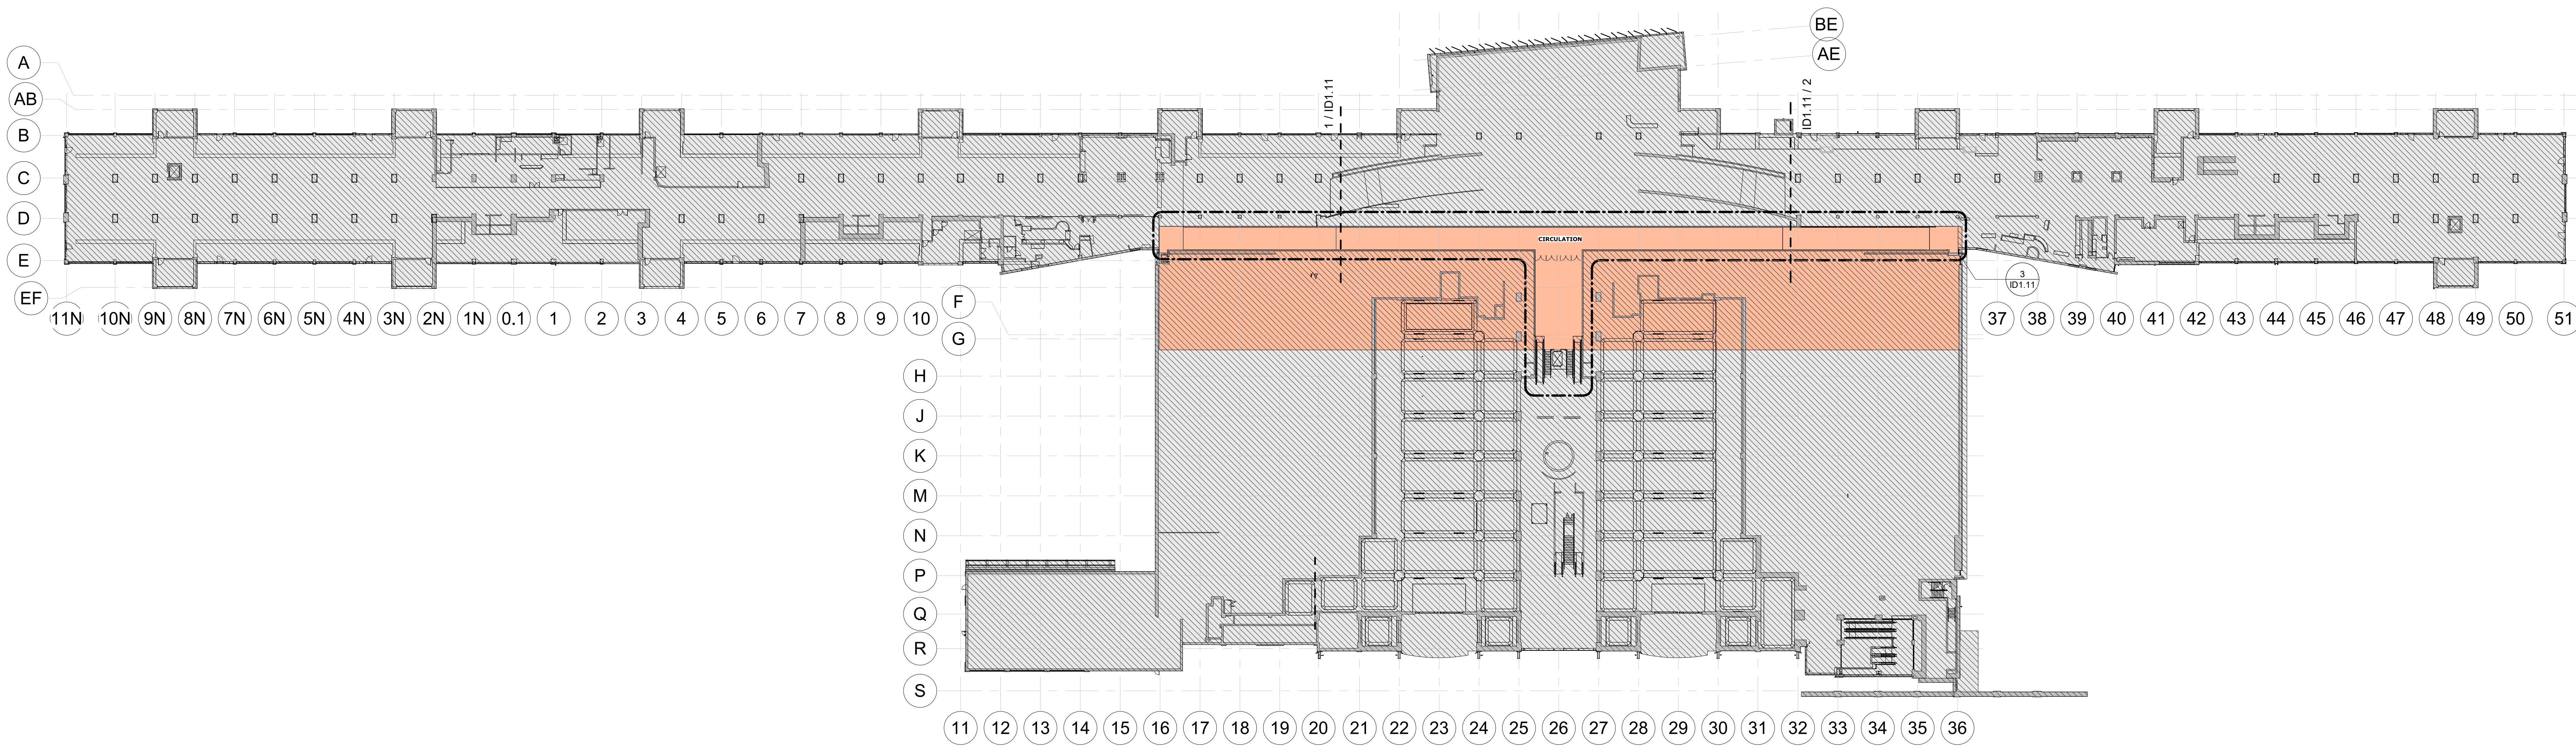 BE
AE
A
AB
B
C
D
E
EF
1 / ID1.11
ID1.11 / 2
CIRCULATION
3
ID1.11
11N 10N 9N 8N 7N 6N 5N 4N 3N 2N 1N 0.1 1 2 3 4 5 6 7 8 9 10
37 38 39 40 41 42 43 44 45 46 47 48 49 50 51
F
G
H
J
K
M
N
P
Q
R
S
11 12 13 14 15 16 17 18 19 20 21 22 23 24 25 26 27 28 29 30 31 32 33 34 35 36